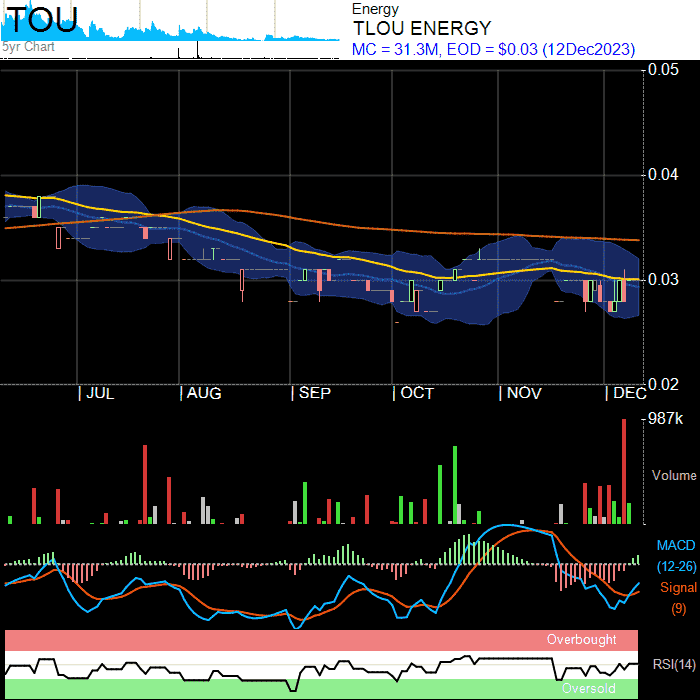 TOU
5yr Chart
Energy
TLOU ENERGY
MC = 31.3M, EOD = $0.03 (12Dec2023)
0.05
0.04
0.03
0.02
| JUL | AUG | SEP | OCT | NOV | DEC
987k
Volume
MACD
(12-26)
Signal
(9)
Overbought
RSI(14)
Oversold